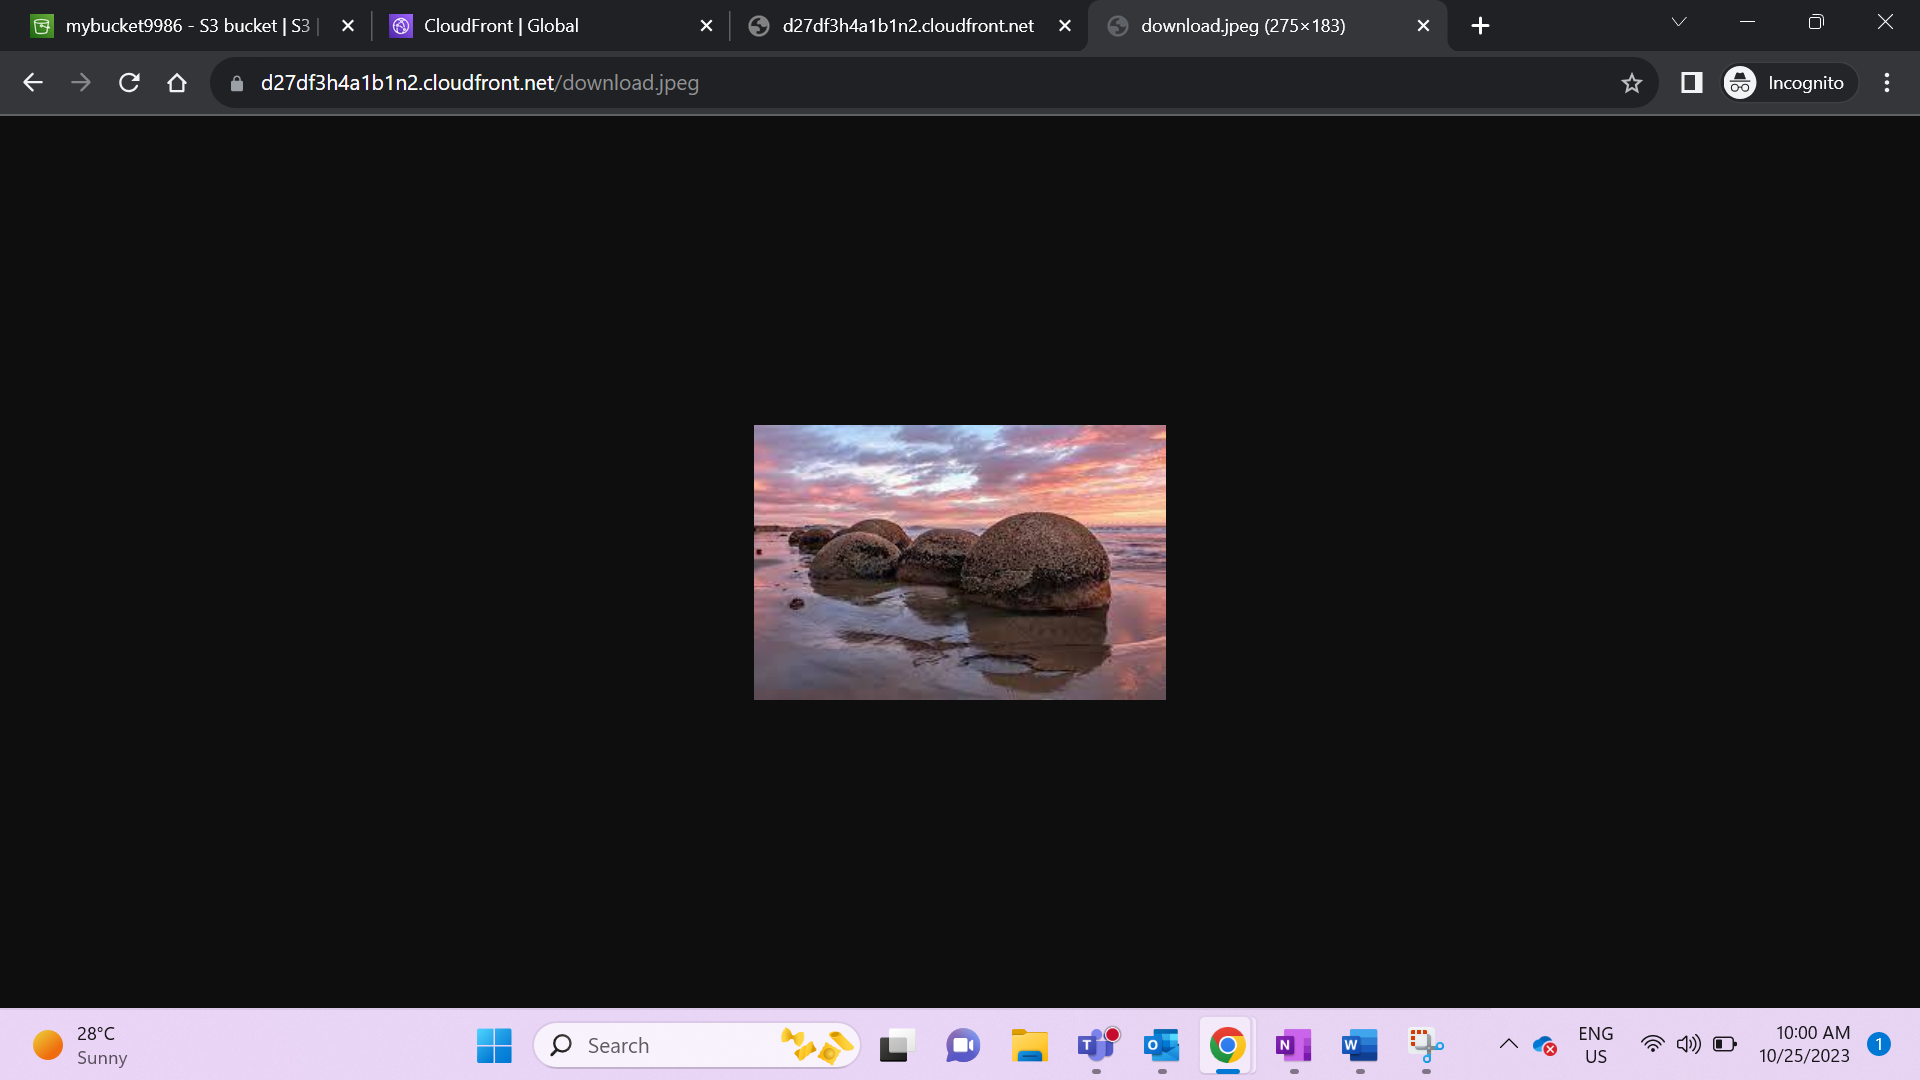 mybucket9986 - S3 bucket | S3 |
CloudFront | Global
d27df3h4a1b1n2.cloudfront.net
download.jpeg (275×183)
d27df3h4a1b1n2.cloudfront.net/download.jpeg
Incognito
28°C
Sunny
Search
ENG
US
10:00 AM
10/25/2023
1